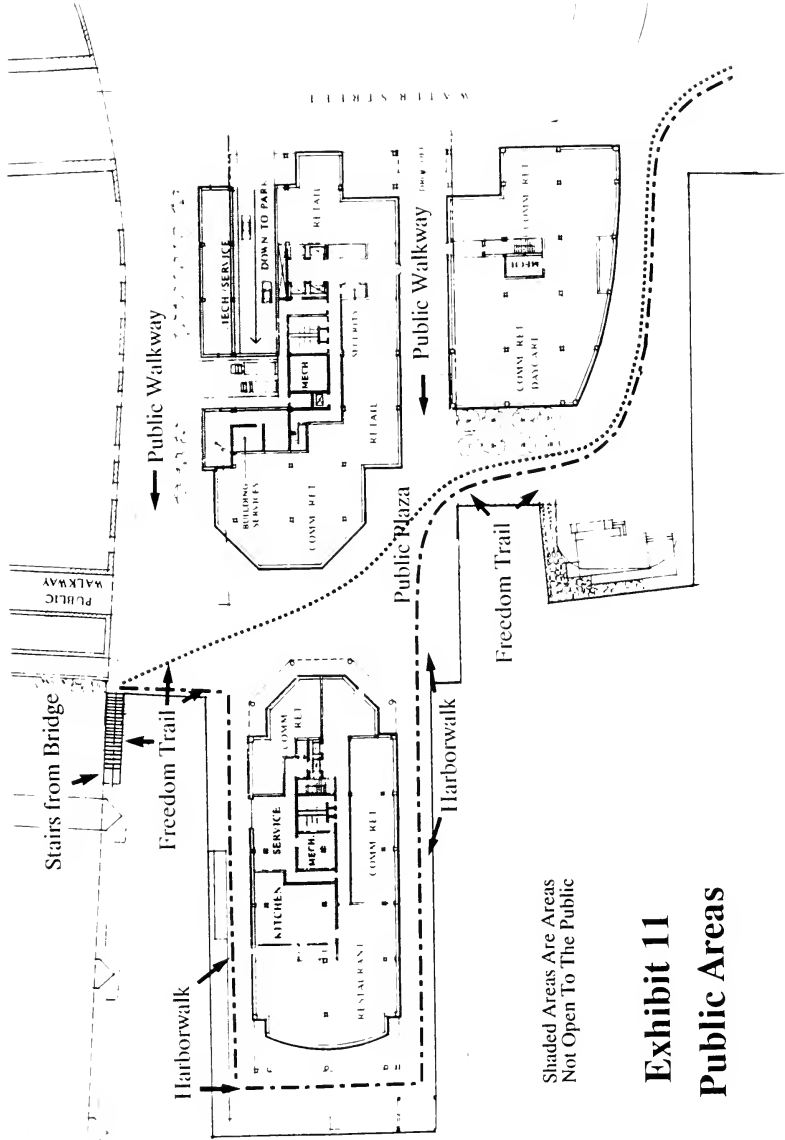 WATER STREET
Stairs from Bridge
PUBLIC
WALKWAY
Public Walkway
TECH/SERVICE
DOWN TO PARK
RETAIL
Freedom Trail
MECH
BUILDING
SERVICES
SECURITY
RETAIL
COMM RET
Harborwalk
COMM RET
SERVICE
MECH.
KITCHEN
COMM RET
RESTAURANT
Public Plaza
Public Walkway
COMM RET
MECH
COMM RET
DAYCARE
Harborwalk
Freedom Trail
Shaded Areas Are Areas
Not Open To The Public
Exhibit 11
Public Areas